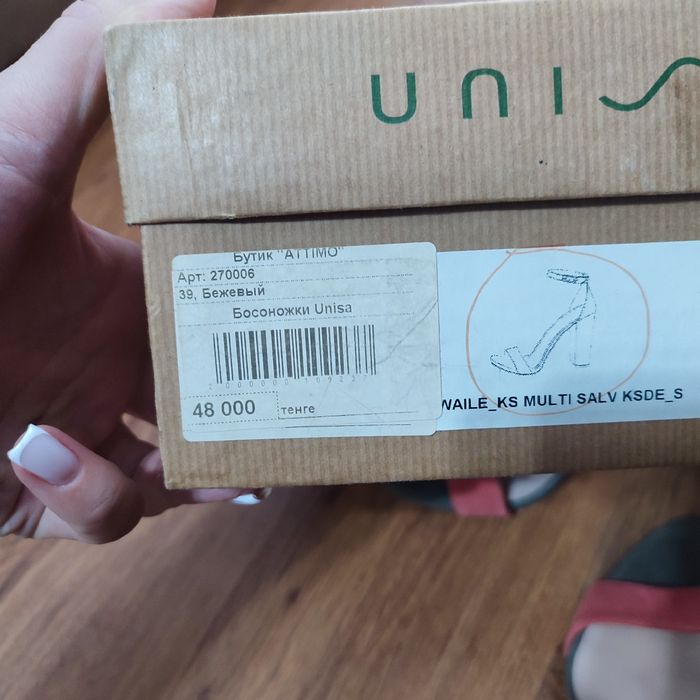 UNIS
Бутик "ATTIMO"
Арт: 270006
39, Бежевый
Босоножки Unisa
48 000 тенге
WAILE_KS MULTI SALV KSDE_S